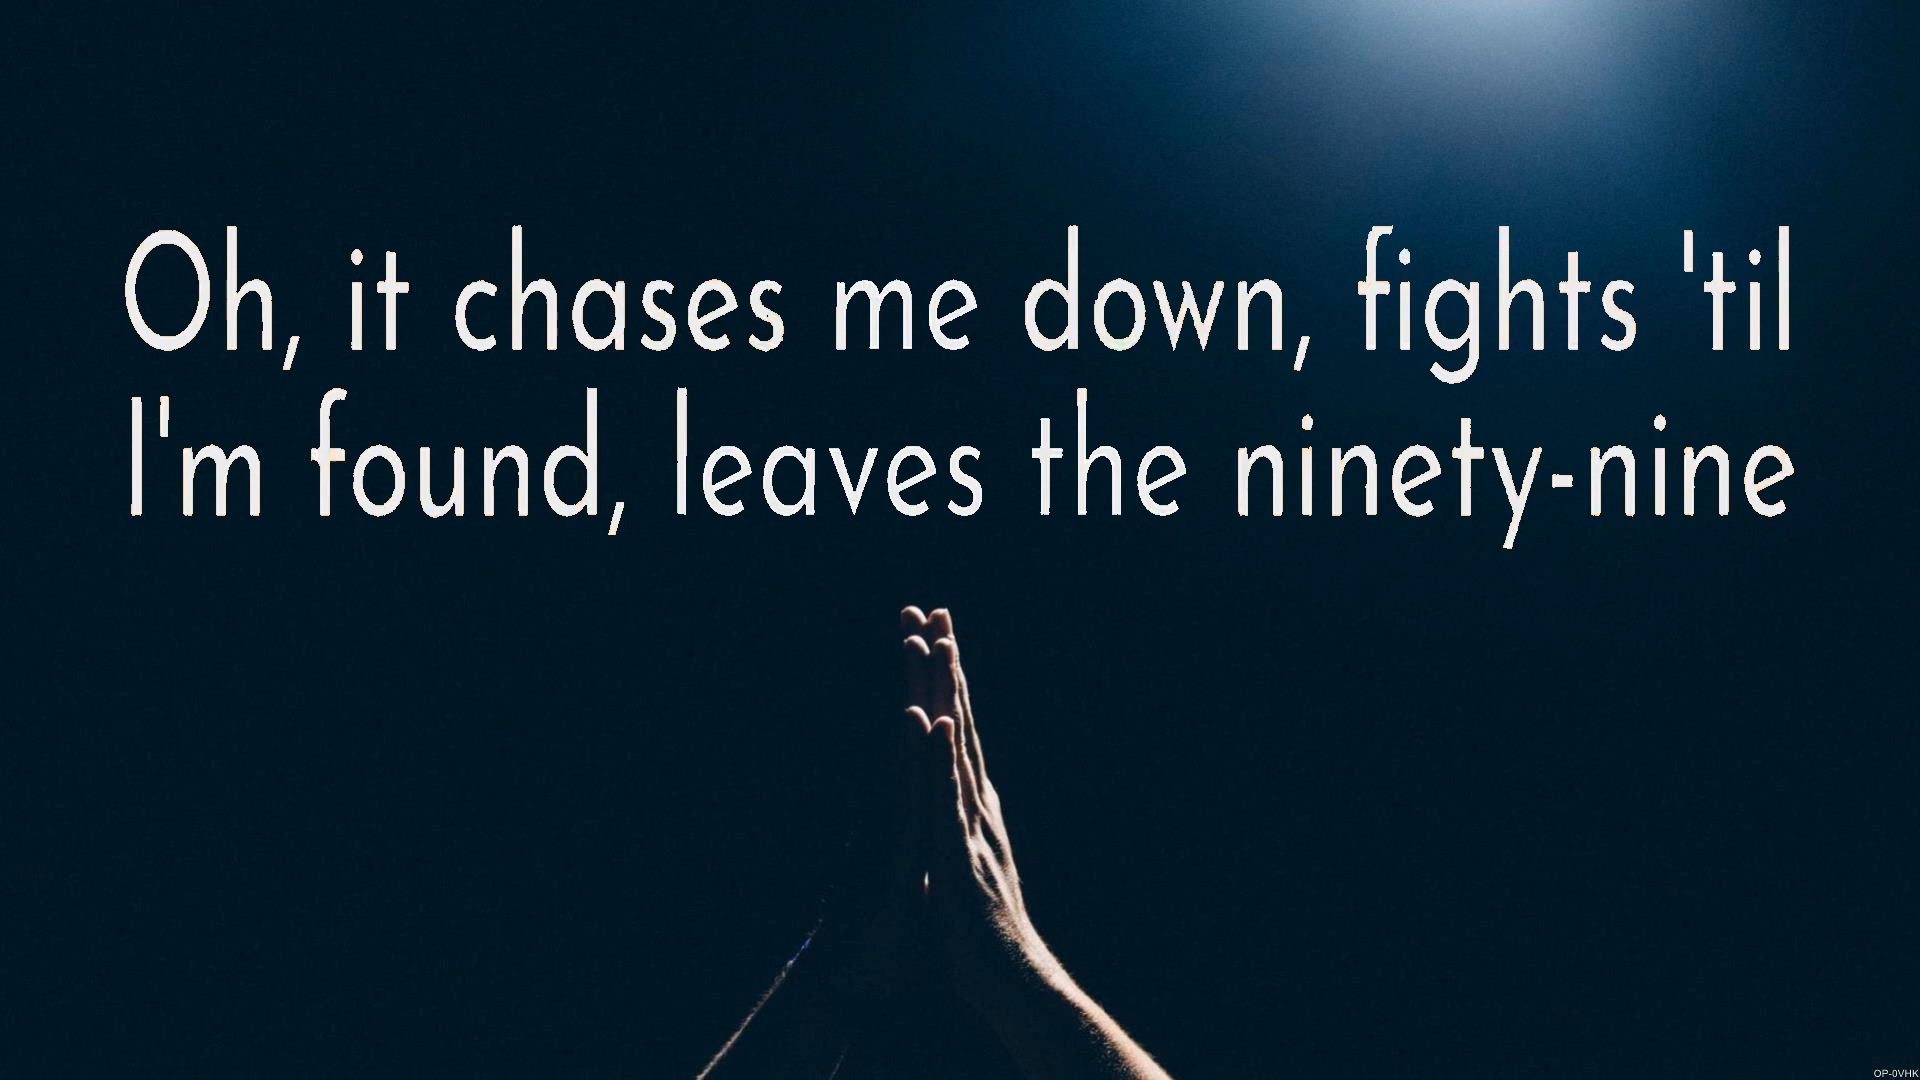 Oh, it chases me down, fights 'til
I'm found, leaves the ninety-nine
OP-0VHK